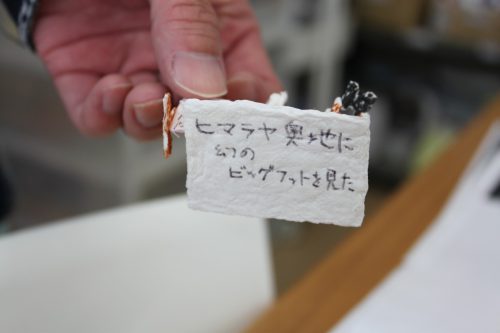 ヒマラヤ奥地に
幻の
ビッグフットを見た